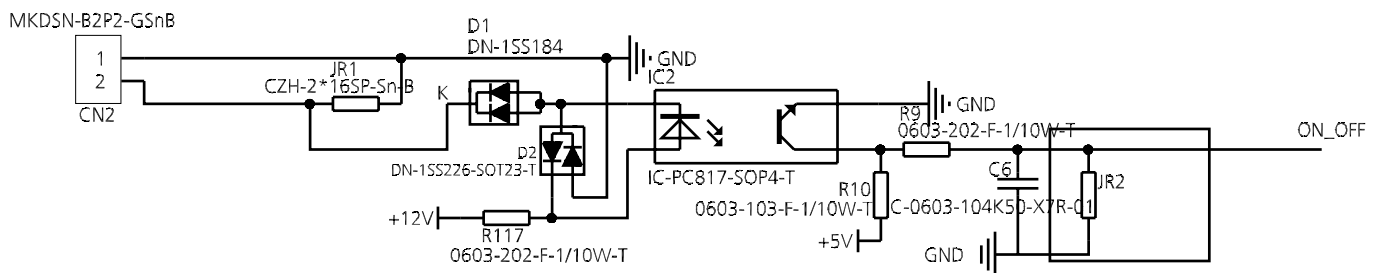 MKDSN-B2P2-GSnB
1
2
CN2
JR1
CZH-2*16SP-Sn-B
D1
DN-1SS184
K
GND
IC2
D2
DN-1SS226-SOT23-T
IC-PC817-SOP4-T
+12V
R117
0603-202-F-1/10W-T
GND
R9
0603-202-F-1/10W-T
R10
0603-103-F-1/10W-T
+5V
C6
C-0603-104K50-X7R-01
JR2
GND
ON_OFF